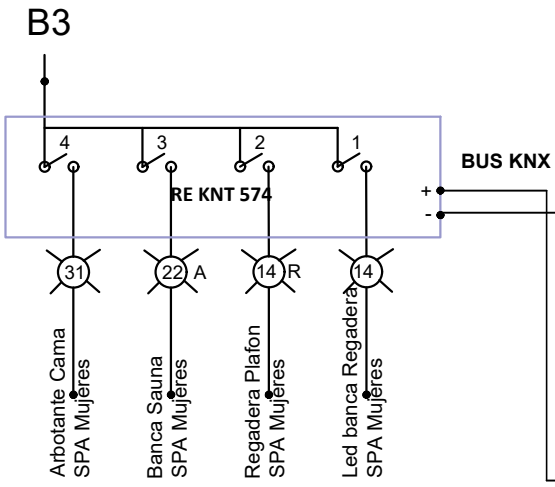 B3
4
3
2
1
BUS KNX
RE KNT 574
+
-
31
22 A
14 R
14
Arbotante Cama
SPA Mujeres
Banca Sauna
SPA Mujeres
Regadera Plafon
SPA Mujeres
Led banca Regadera
SPA Mujeres